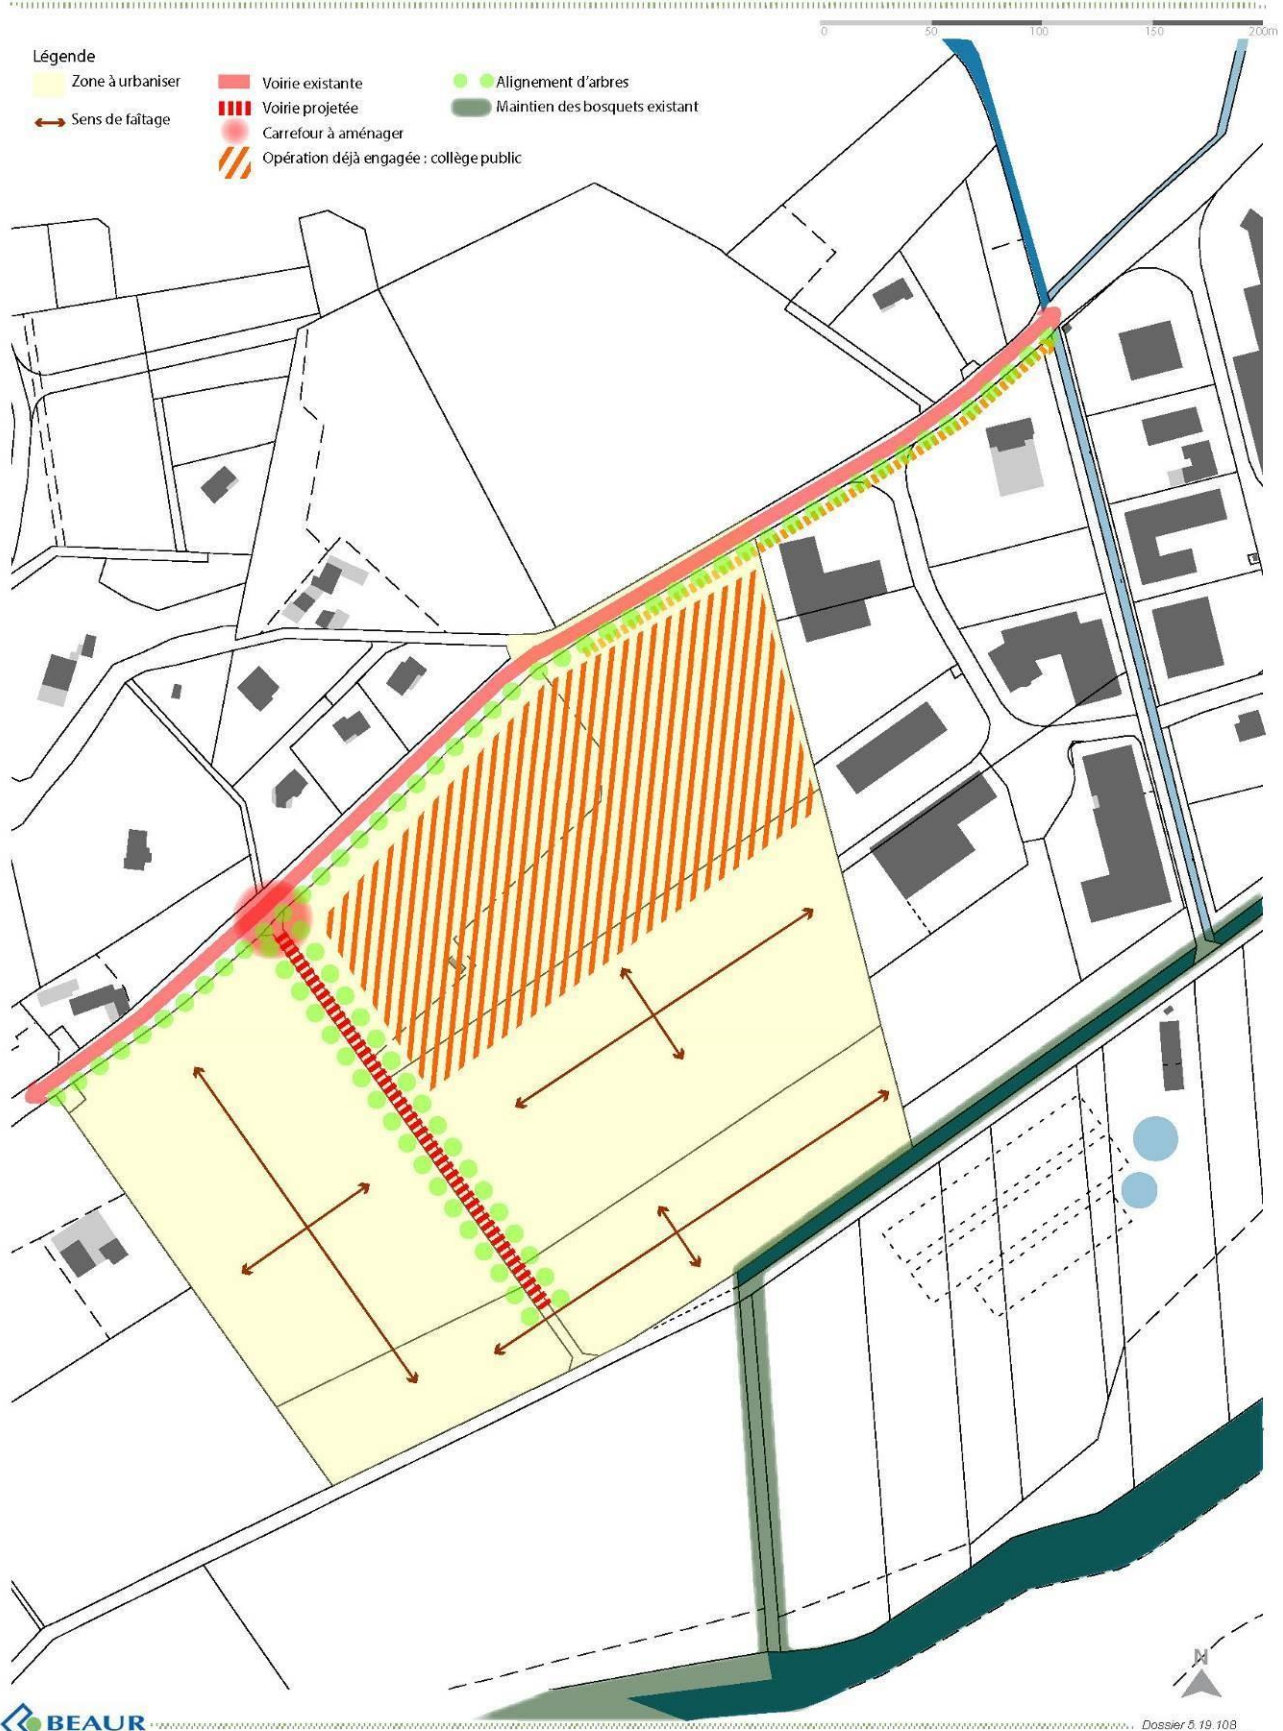 0 50 100 150 200m
Légende
Zone à urbaniser
Sens de faîtage
Voirie existante
Voirie projetée
Carrefour à aménager
Opération déjà engagée : collège public
Alignement d'arbres
Maintien des bosquets existant
N
BEAUR
Dossier 5.19.108